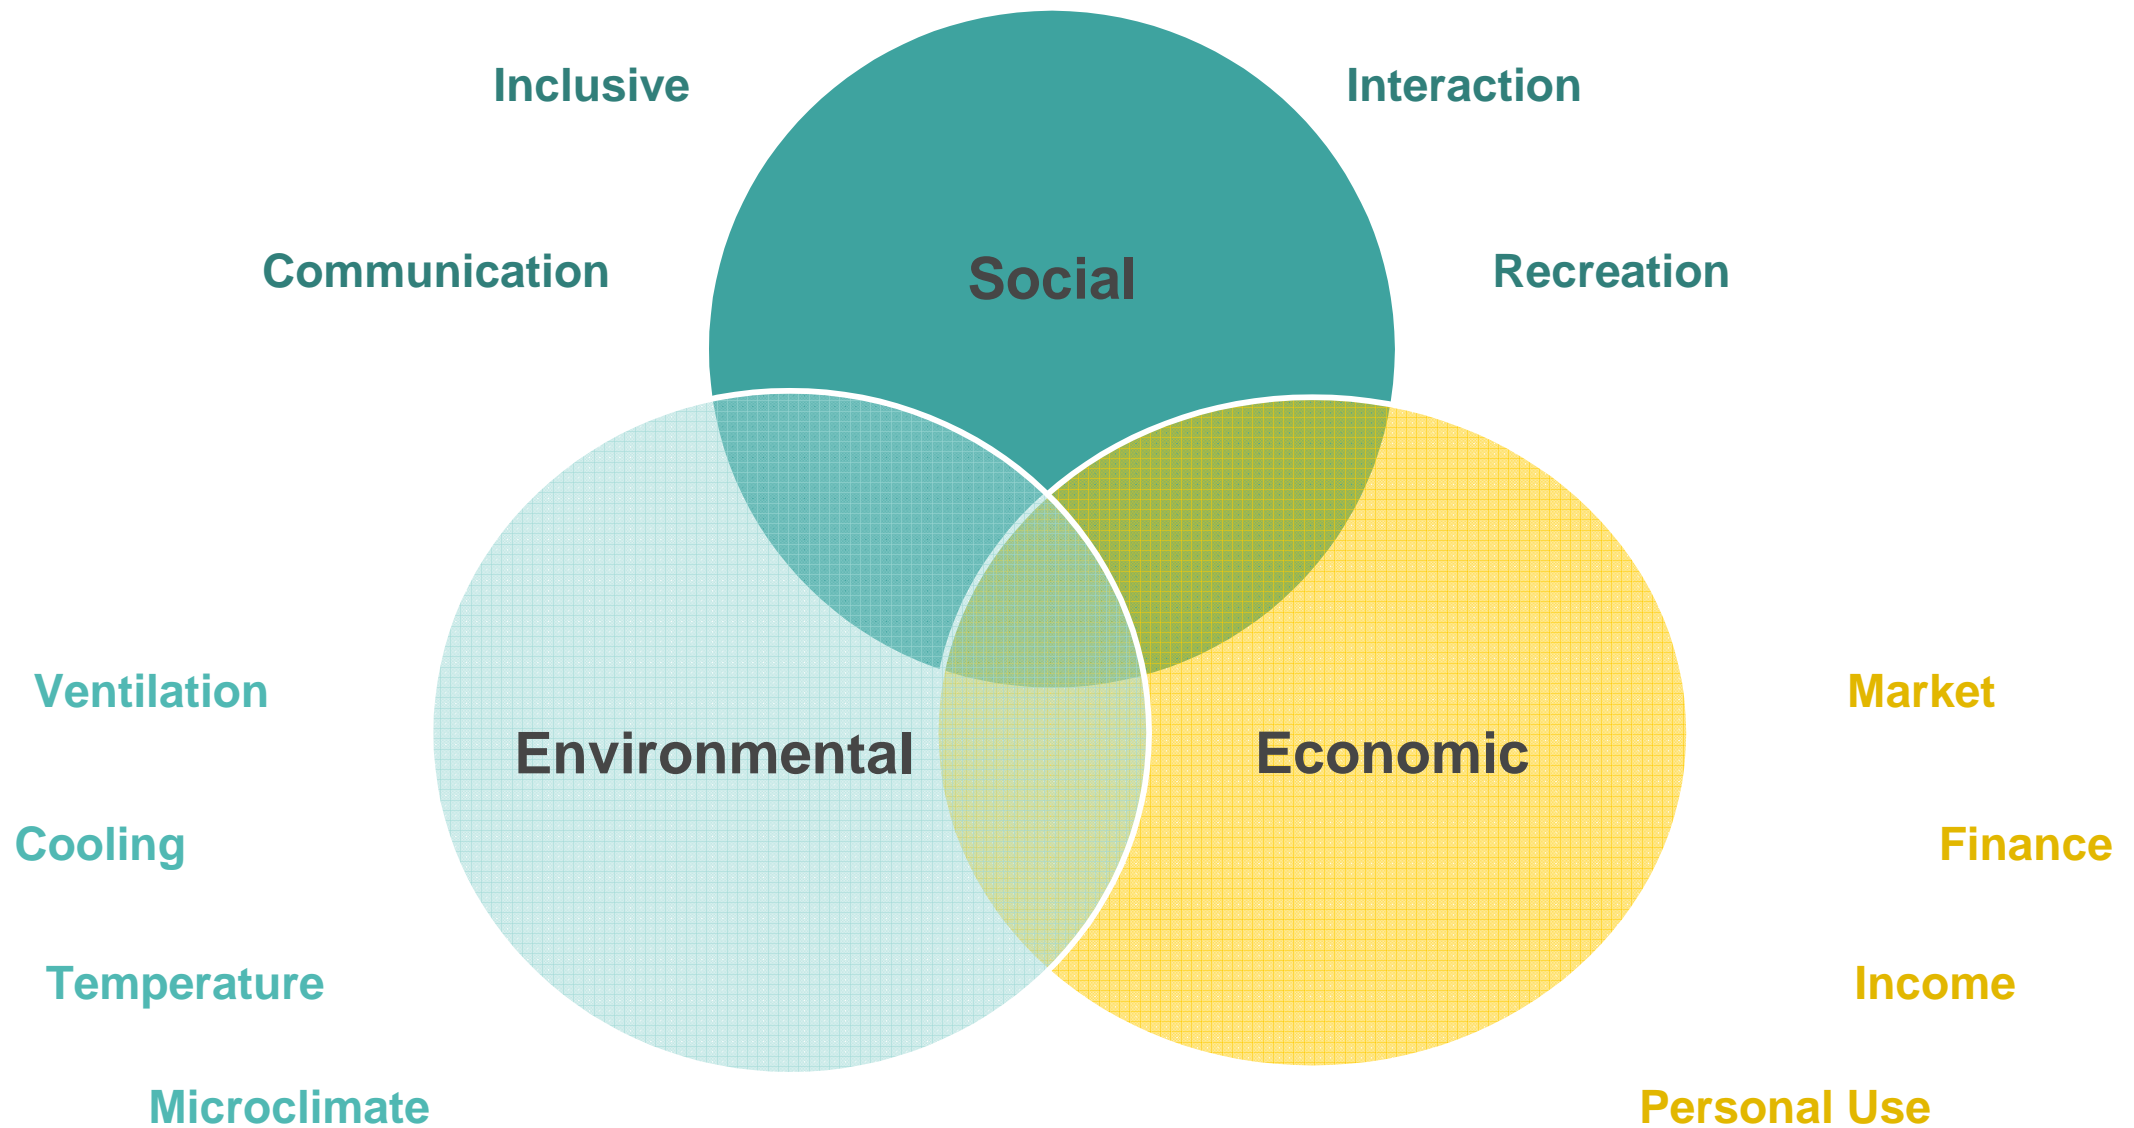 Inclusive
Interaction
Communication
Social
Recreation
Ventilation
Market
Environmental
Economic
Cooling
Finance
Temperature
Income
Microclimate
Personal Use